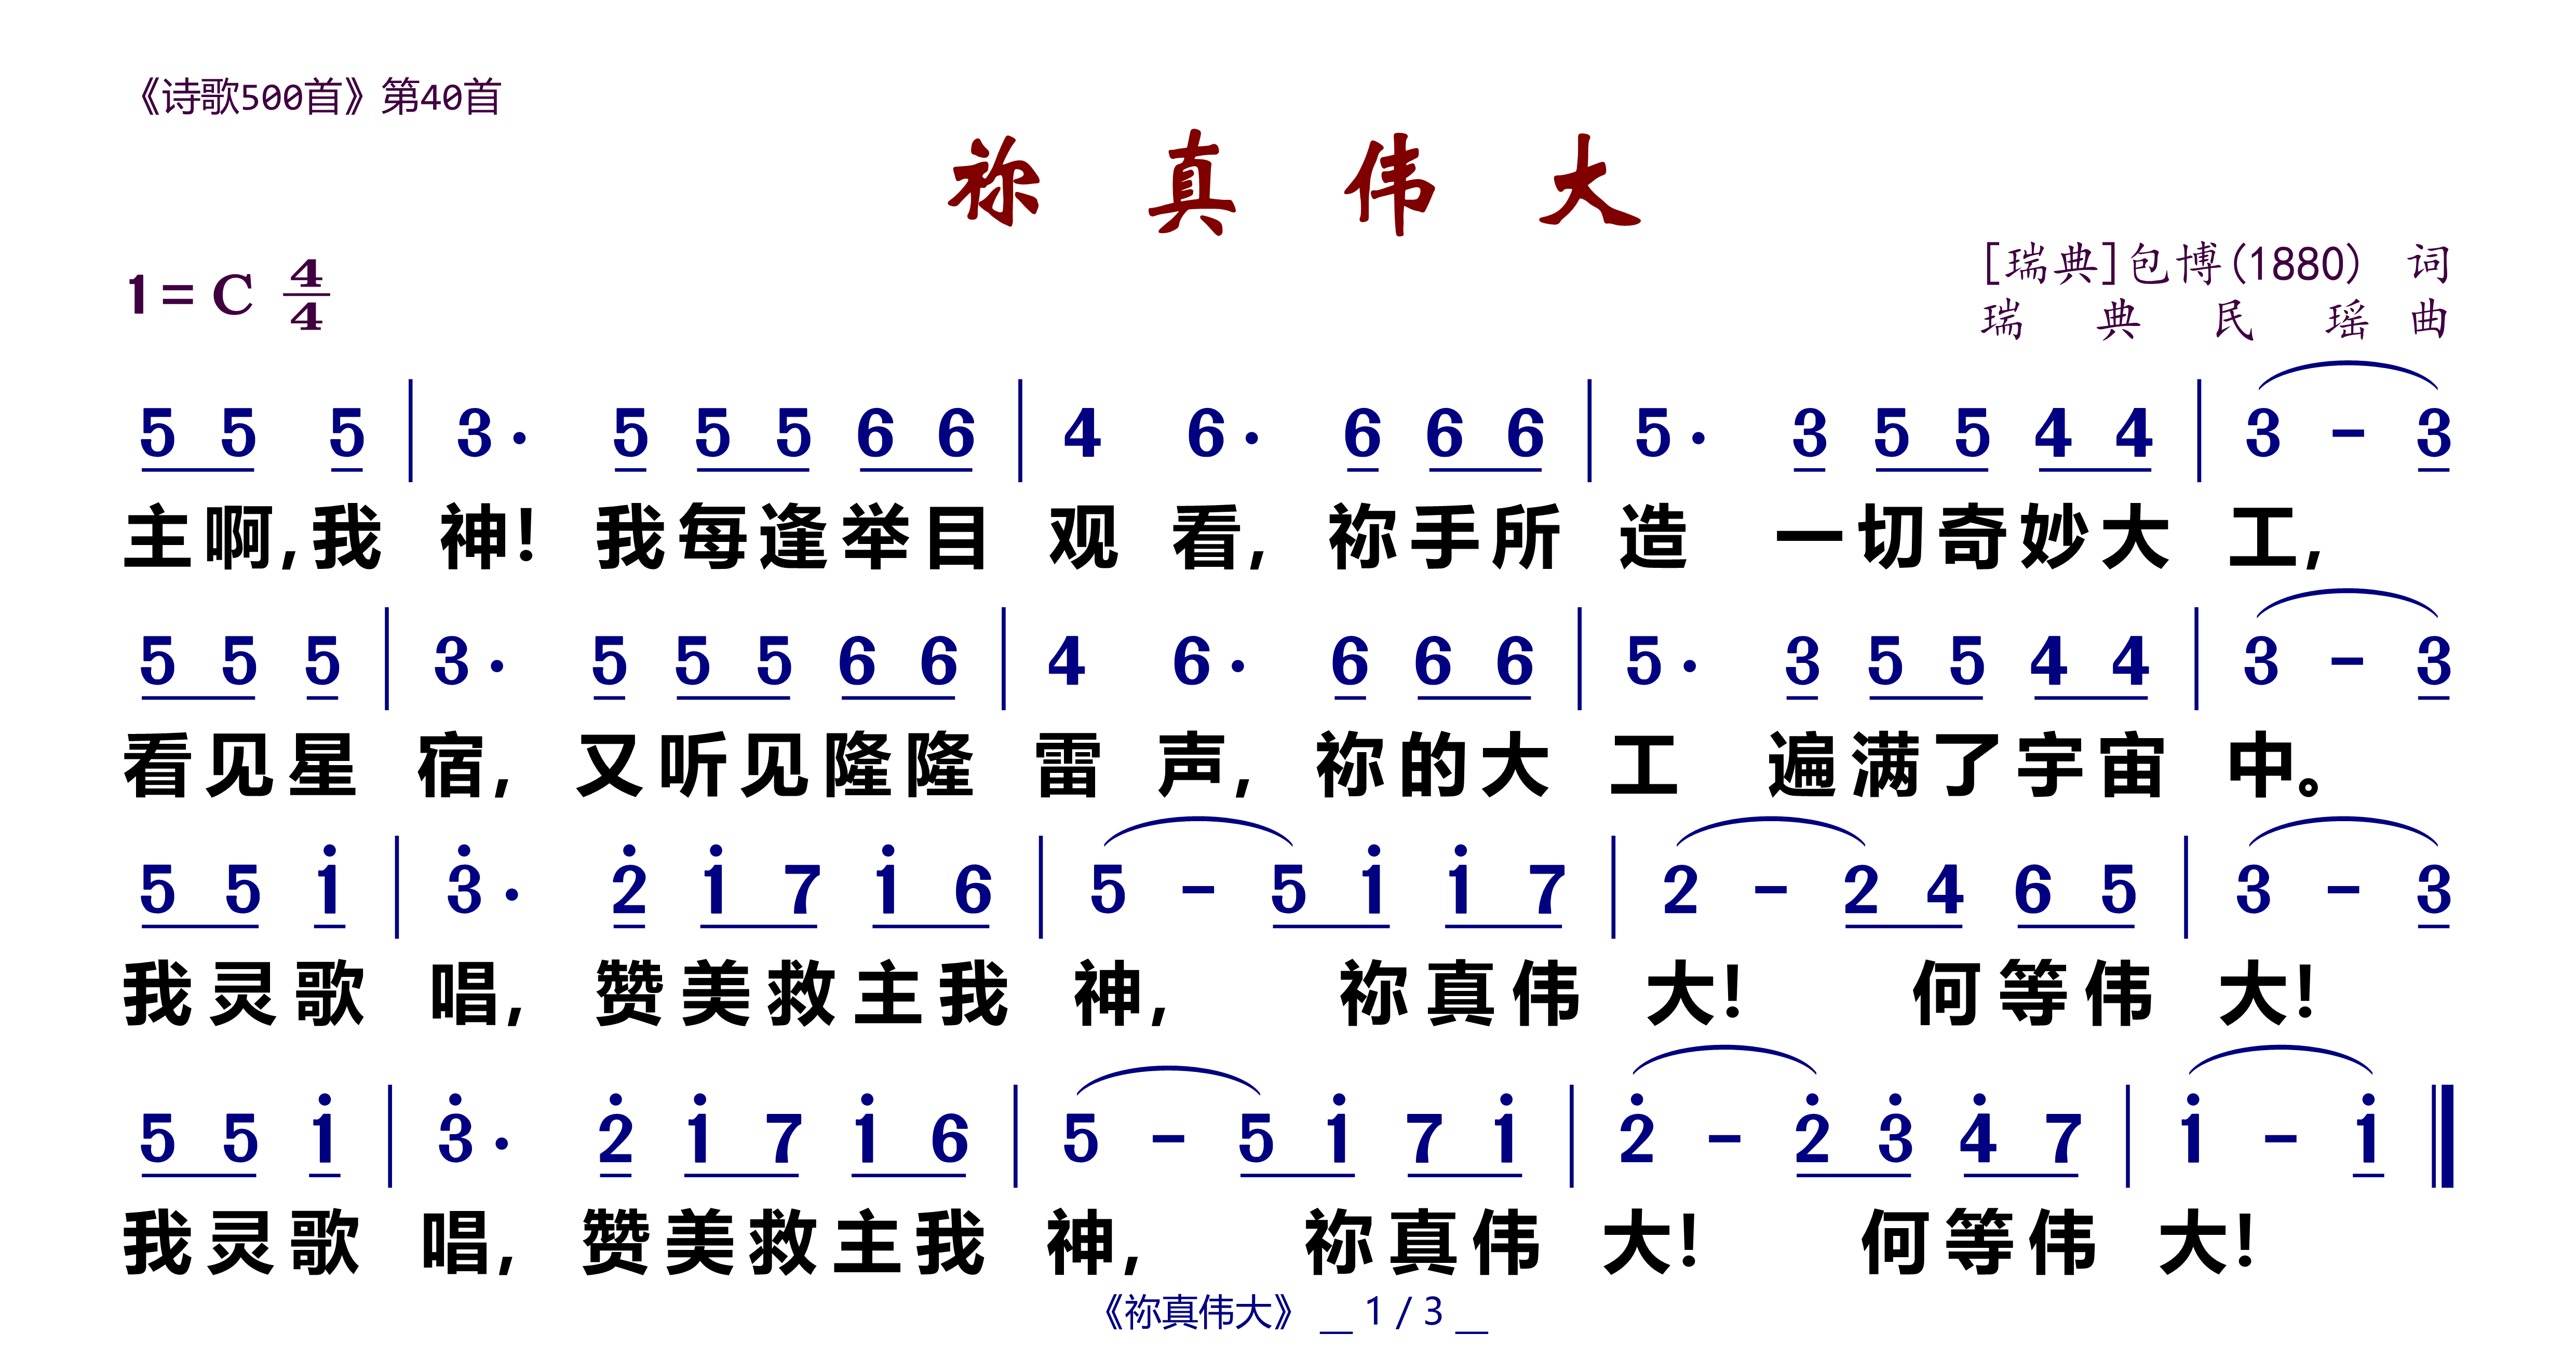 《诗歌500首》第40首
祢 真 伟 大
1 = C 4/4
[瑞典]包博(1880) 词
瑞 典 民 瑶 曲
5 5 5 | 3 · 5 5 5 6 6 | 4 6 · 6 6 6 | 5 · 3 5 5 4 4 | 3 - 3
主啊,我 神! 我每逢举目 观 看, 祢手所 造 一切奇妙大 工,
5 5 5 | 3 · 5 5 5 6 6 | 4 6 · 6 6 6 | 5 · 3 5 5 4 4 | 3 - 3
看见星 宿, 又听见隆隆 雷 声, 祢的大 工 遍满了宇宙 中。
5 5 1̇ | 3̇ · 2̇ 1̇ 7 1̇ 6 | 5 - 5 1̇ 1̇ 7 | 2 - 2 4 6 5 | 3 - 3
我灵歌 唱, 赞美救主我 神, 祢真伟 大! 何等伟 大!
5 5 1̇ | 3̇ · 2̇ 1̇ 7 1̇ 6 | 5 - 5 1̇ 7 1̇ | 2̇ - 2̇ 3̇ 4̇ 7 | 1̇ - 1̇ ‖
我灵歌 唱, 赞美救主我 神, 祢真伟 大! 何等伟 大!
《祢真伟大》 __ 1 / 3 __